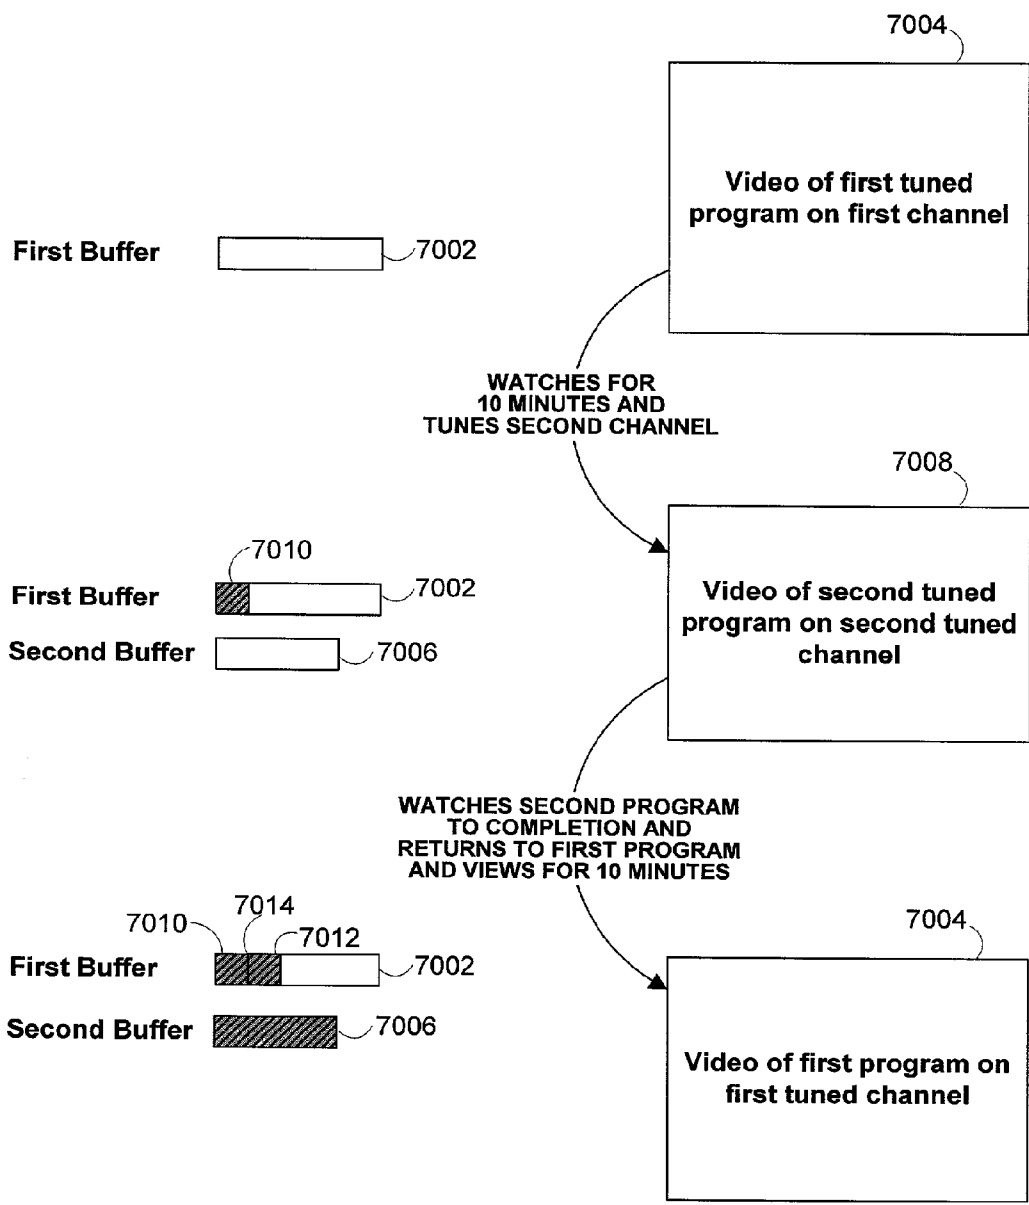 7004
Video of first tuned
program on first channel
First Buffer
7002
WATCHES FOR
10 MINUTES AND
TUNES SECOND CHANNEL
7008
7010
First Buffer
7002
Second Buffer
7006
Video of second tuned
program on second tuned
channel
WATCHES SECOND PROGRAM
TO COMPLETION AND
RETURNS TO FIRST PROGRAM
AND VIEWS FOR 10 MINUTES
7010
7014
7012
First Buffer
7002
Second Buffer
7006
7004
Video of first program on
first tuned channel